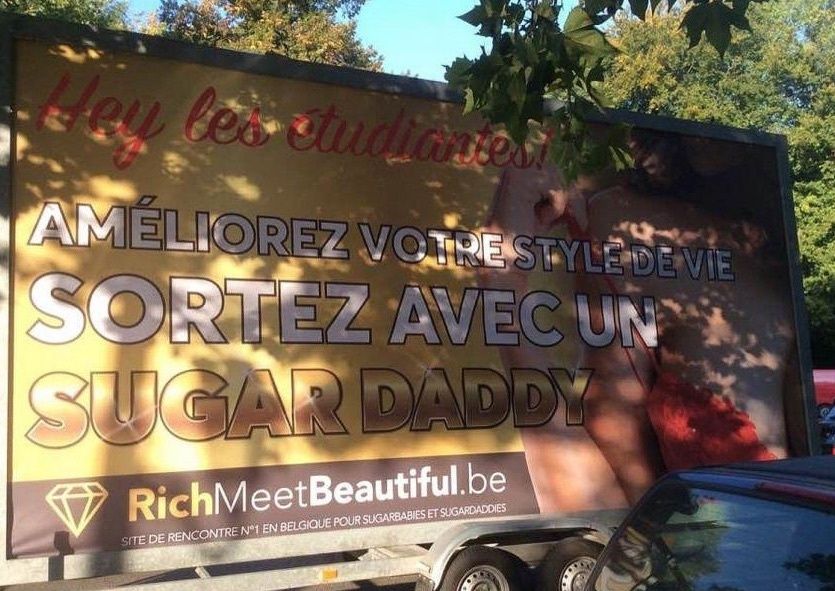 Hey les étudiantes!
AMÉLIOREZ VOTRE STYLE DE VIE
SORTEZ AVEC UN
SUGAR DADDY
RichMeetBeautiful.be
SITE DE RENCONTRE N°1 EN BELGIQUE POUR SUGARBABIES ET SUGARDADDIES